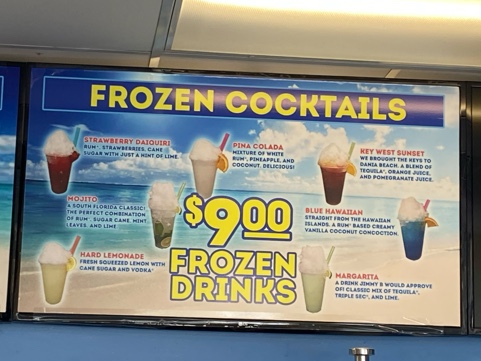 FROZEN COCKTAILS
STRAWBERRY DAIQUIRI
RUM*, STRAWBERRIES, CANE
SUGAR WITH JUST A HINT OF LIME.
PINA COLADA
MIXTURE OF WHITE
RUM*, PINEAPPLE, AND
COCONUT. DELICIOUS!
KEY WEST SUNSET
WE BROUGHT THE KEYS TO
DANIA BEACH. A BLEND OF
TEQUILA*, ORANGE JUICE,
AND POMEGRANATE JUICE.
MOJITO
A SOUTH FLORIDA CLASSIC!
THE PERFECT COMBINATION
OF RUM*, SUGAR CANE, MINT
LEAVES, AND LIME
$9.00
FROZEN
DRINKS
BLUE HAWAIIAN
STRAIGHT FROM THE HAWAIIAN
ISLANDS. A RUM* BASED CREAMY
VANILLA COCONUT CONCOCTION.
HARD LEMONADE
FRESH SQUEEZED LEMON WITH
CANE SUGAR AND VODKA*
MARGARITA
A DRINK JIMMY B WOULD APPROVE
OF! CLASSIC MIX OF TEQUILA*,
TRIPLE SEC*, AND LIME.